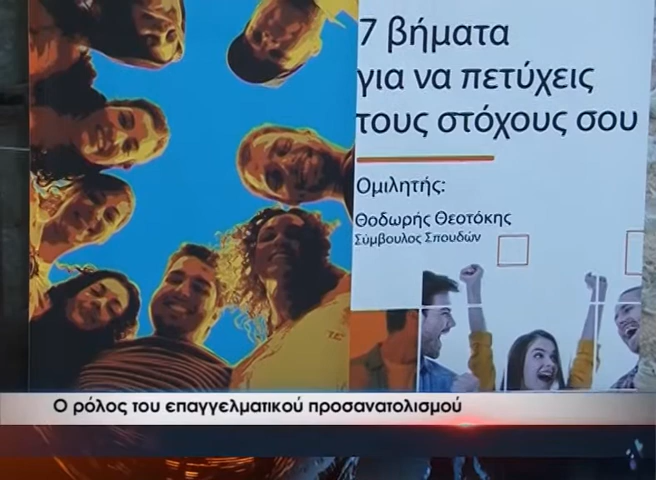 7 βήματα
για να πετύχεις
τους στόχους σου
Ομιλητής:
Θοδωρής Θεοτόκης
Σύμβουλος Σπουδών
Ο ρόλος του επαγγελματικού προσανατολισμού